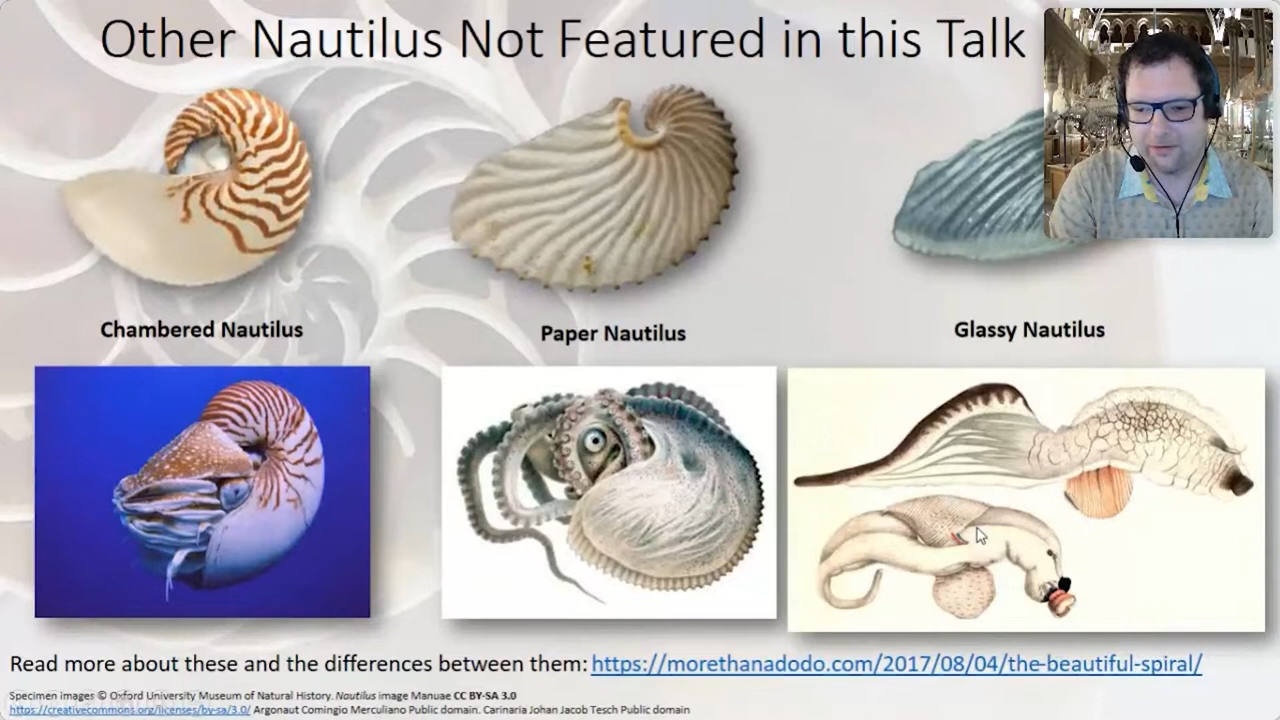 Other Nautilus Not Featured in this Talk
Chambered Nautilus
Paper Nautilus
Glassy Nautilus
Read more about these and the differences between them: https://morethanadodo.com/2017/08/04/the-beautiful-spiral/
Specimen images © Oxford University Museum of Natural History. Nautilus image Manuae CC BY-SA 3.0
https://creativecommons.org/licenses/by-sa/3.0/ Argonaut Comingio Merculiano Public domain. Carinaria Johan Jacob Tesch Public domain